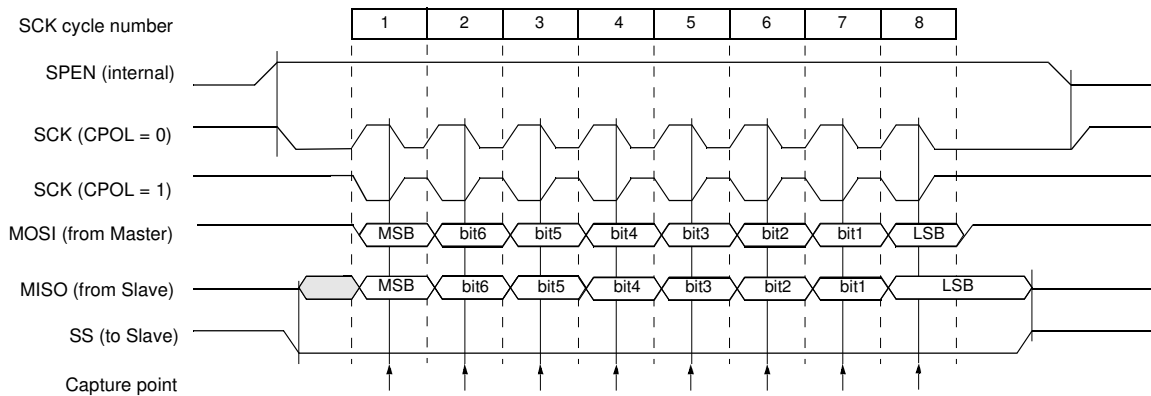 SCK cycle number 1 2 3 4 5 6 7 8
SPEN (internal)
SCK (CPOL = 0)
SCK (CPOL = 1)
MOSI (from Master) MSB bit6 bit5 bit4 bit3 bit2 bit1 LSB
MISO (from Slave) MSB bit6 bit5 bit4 bit3 bit2 bit1 LSB
SS (to Slave)
Capture point